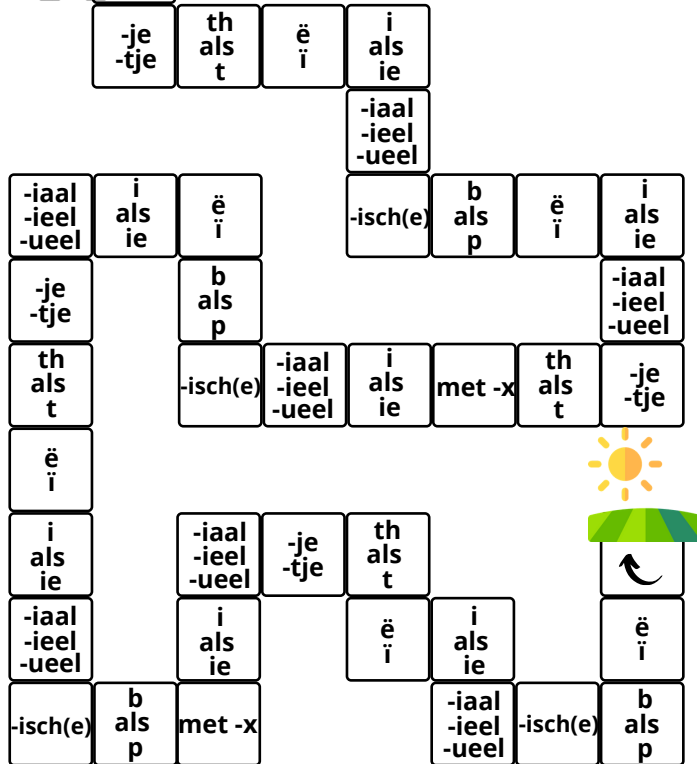 -je
-tje
th
als
t
ë
ï
i
als
ie
-iaal
-ieel
-ueel
-iaal
-ieel
-ueel
i
als
ie
ë
ï
-isch(e)
b
als
p
ë
ï
i
als
ie
-je
-tje
b
als
p
-iaal
-ieel
-ueel
th
als
t
-isch(e)
-iaal
-ieel
-ueel
i
als
ie
met -x
th
als
t
-je
-tje
ë
ï
i
als
ie
-iaal
-ieel
-ueel
-je
-tje
th
als
t
-iaal
-ieel
-ueel
i
als
ie
ë
ï
i
als
ie
ë
ï
-isch(e)
b
als
p
met -x
-iaal
-ieel
-ueel
-isch(e)
b
als
p